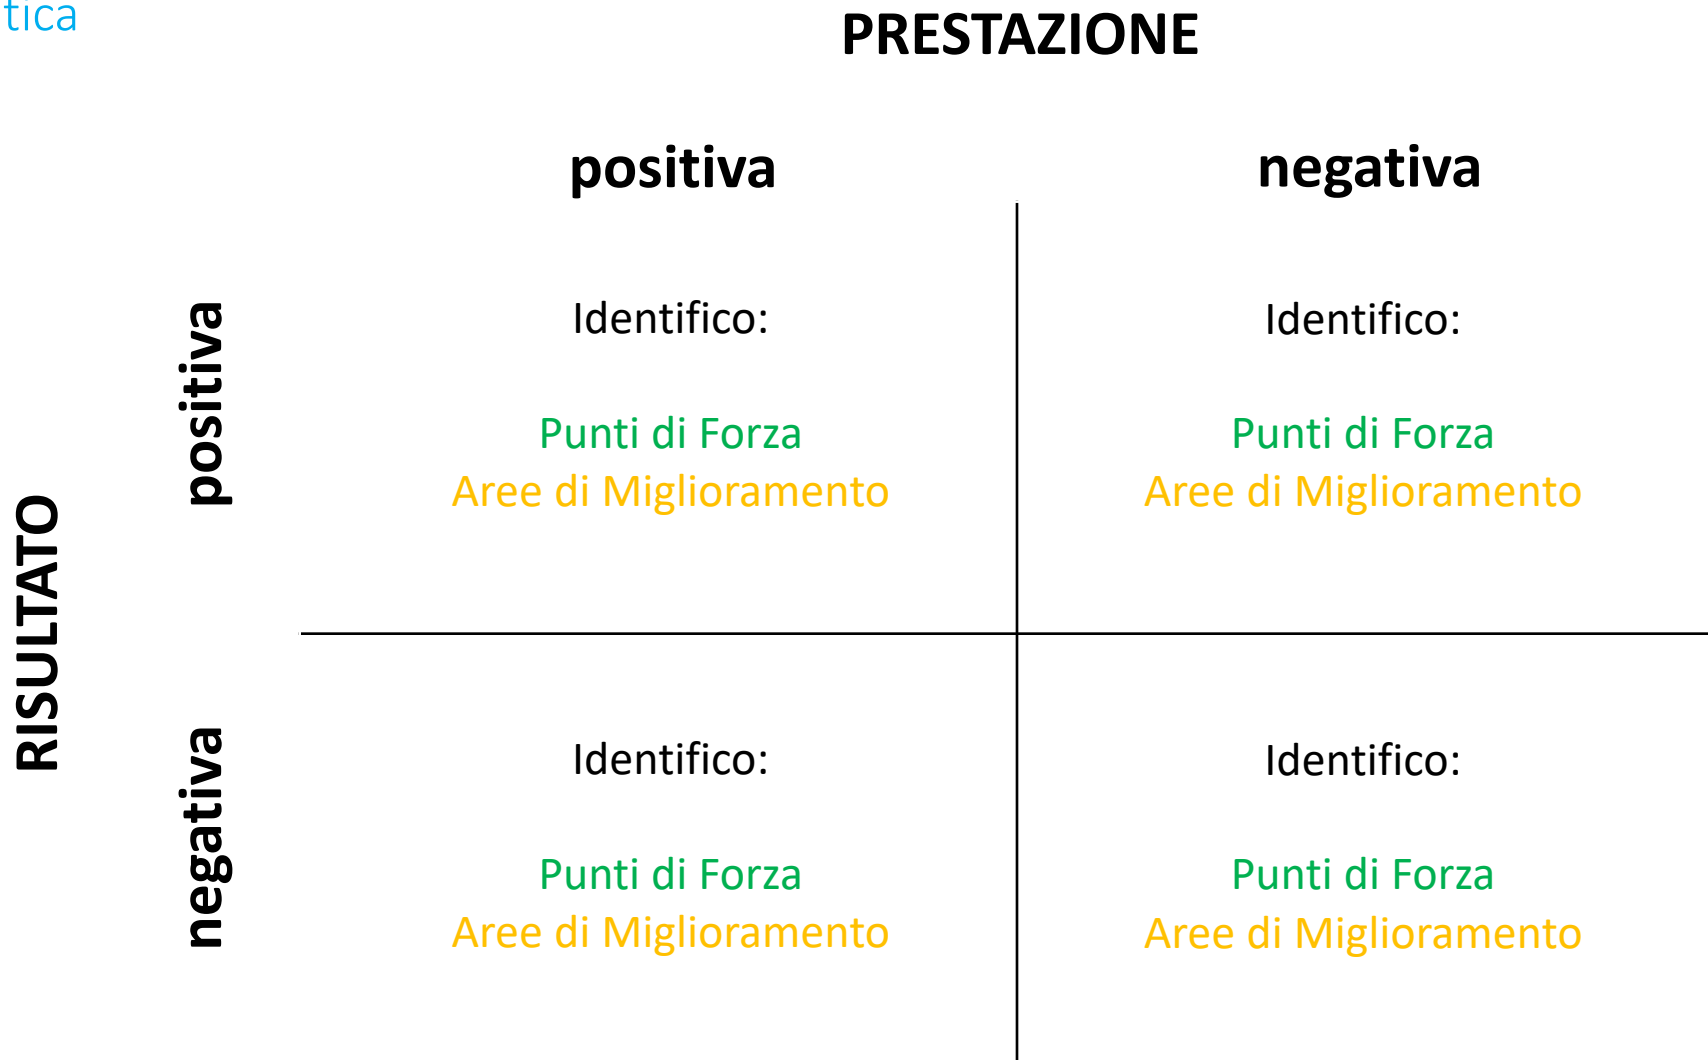 tica
PRESTAZIONE
positiva
negativa
RISULTATO
positiva
Identifico:
Punti di Forza
Aree di Miglioramento
Identifico:
Punti di Forza
Aree di Miglioramento
negativa
Identifico:
Punti di Forza
Aree di Miglioramento
Identifico:
Punti di Forza
Aree di Miglioramento